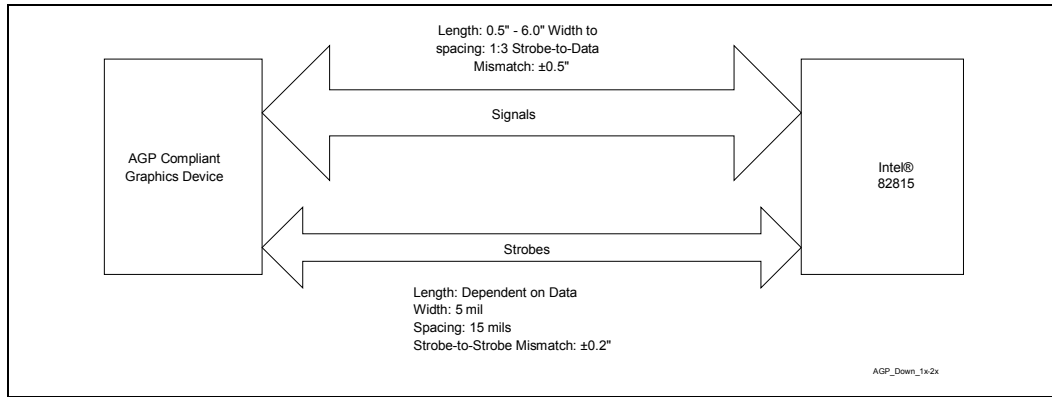 Length: 0.5" - 6.0" Width to
spacing: 1:3 Strobe-to-Data
Mismatch: ±0.5"
Signals
AGP Compliant
Graphics Device
Intel®
82815
Strobes
Length: Dependent on Data
Width: 5 mil
Spacing: 15 mils
Strobe-to-Strobe Mismatch: ±0.2"
AGP_Down_1x-2x